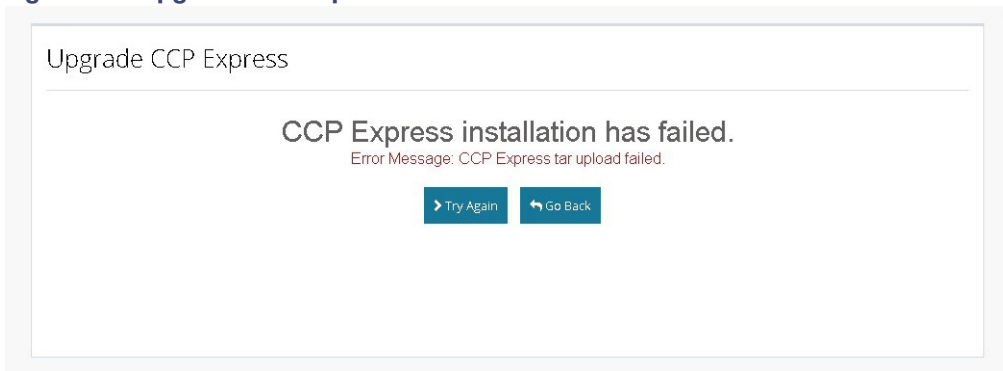 Upgrade CCP Express
CCP Express installation has failed.
Error Message: CCP Express tar upload failed.
Try Again Go Back